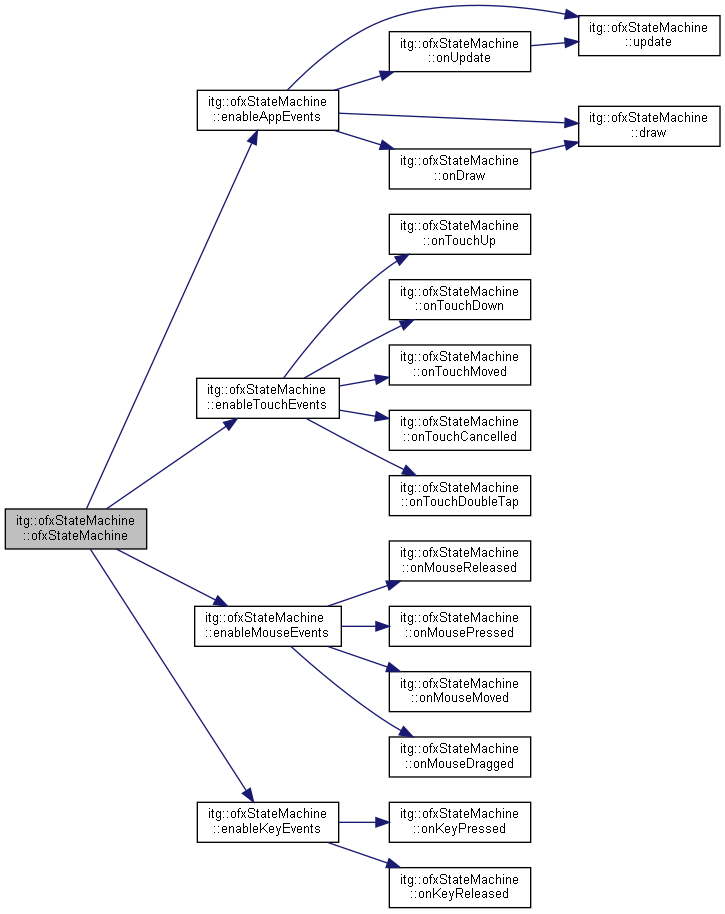 itg::ofxStateMachine
::update
itg::ofxStateMachine
::onUpdate
itg::ofxStateMachine
::enableAppEvents
itg::ofxStateMachine
::draw
itg::ofxStateMachine
::onDraw
itg::ofxStateMachine
::onTouchUp
itg::ofxStateMachine
::onTouchDown
itg::ofxStateMachine
::onTouchMoved
itg::ofxStateMachine
::enableTouchEvents
itg::ofxStateMachine
::onTouchCancelled
itg::ofxStateMachine
::onTouchDoubleTap
itg::ofxStateMachine
::ofxStateMachine
itg::ofxStateMachine
::onMouseReleased
itg::ofxStateMachine
::enableMouseEvents
itg::ofxStateMachine
::onMousePressed
itg::ofxStateMachine
::onMouseMoved
itg::ofxStateMachine
::onMouseDragged
itg::ofxStateMachine
::enableKeyEvents
itg::ofxStateMachine
::onKeyPressed
itg::ofxStateMachine
::onKeyReleased